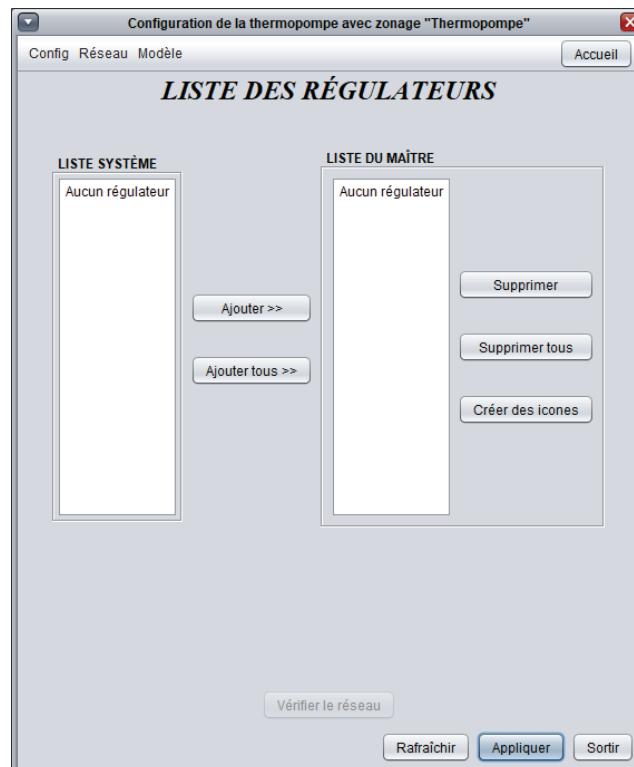 Configuration de la thermopompe avec zonage "Thermopompe"
Config Réseau Modèle
Accueil
LISTE DES RÉGULATEURS
LISTE SYSTÈME
LISTE DU MAÎTRE
Aucun régulateur
Aucun régulateur
Supprimer
Ajouter >>
Supprimer tous
Ajouter tous >>
Créer des icones
Vérifier le réseau
Rafraîchir
Appliquer
Sortir